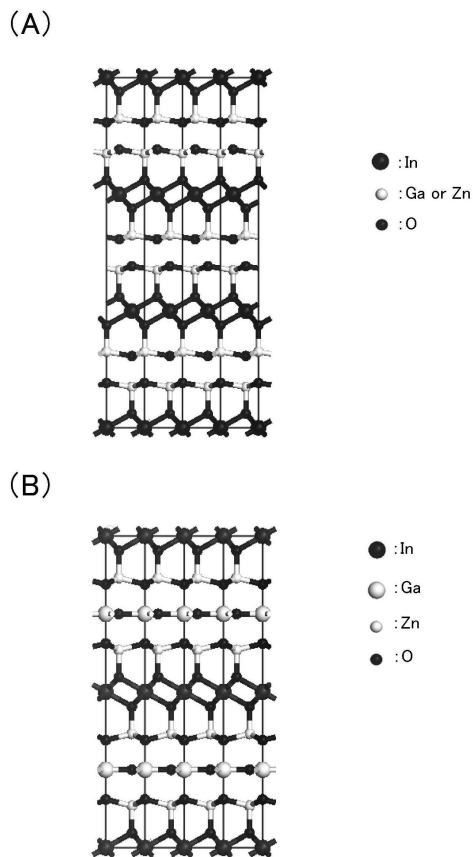 (A)
:In
:Ga or Zn
:O
(B)
:In
:Ga
:Zn
:O